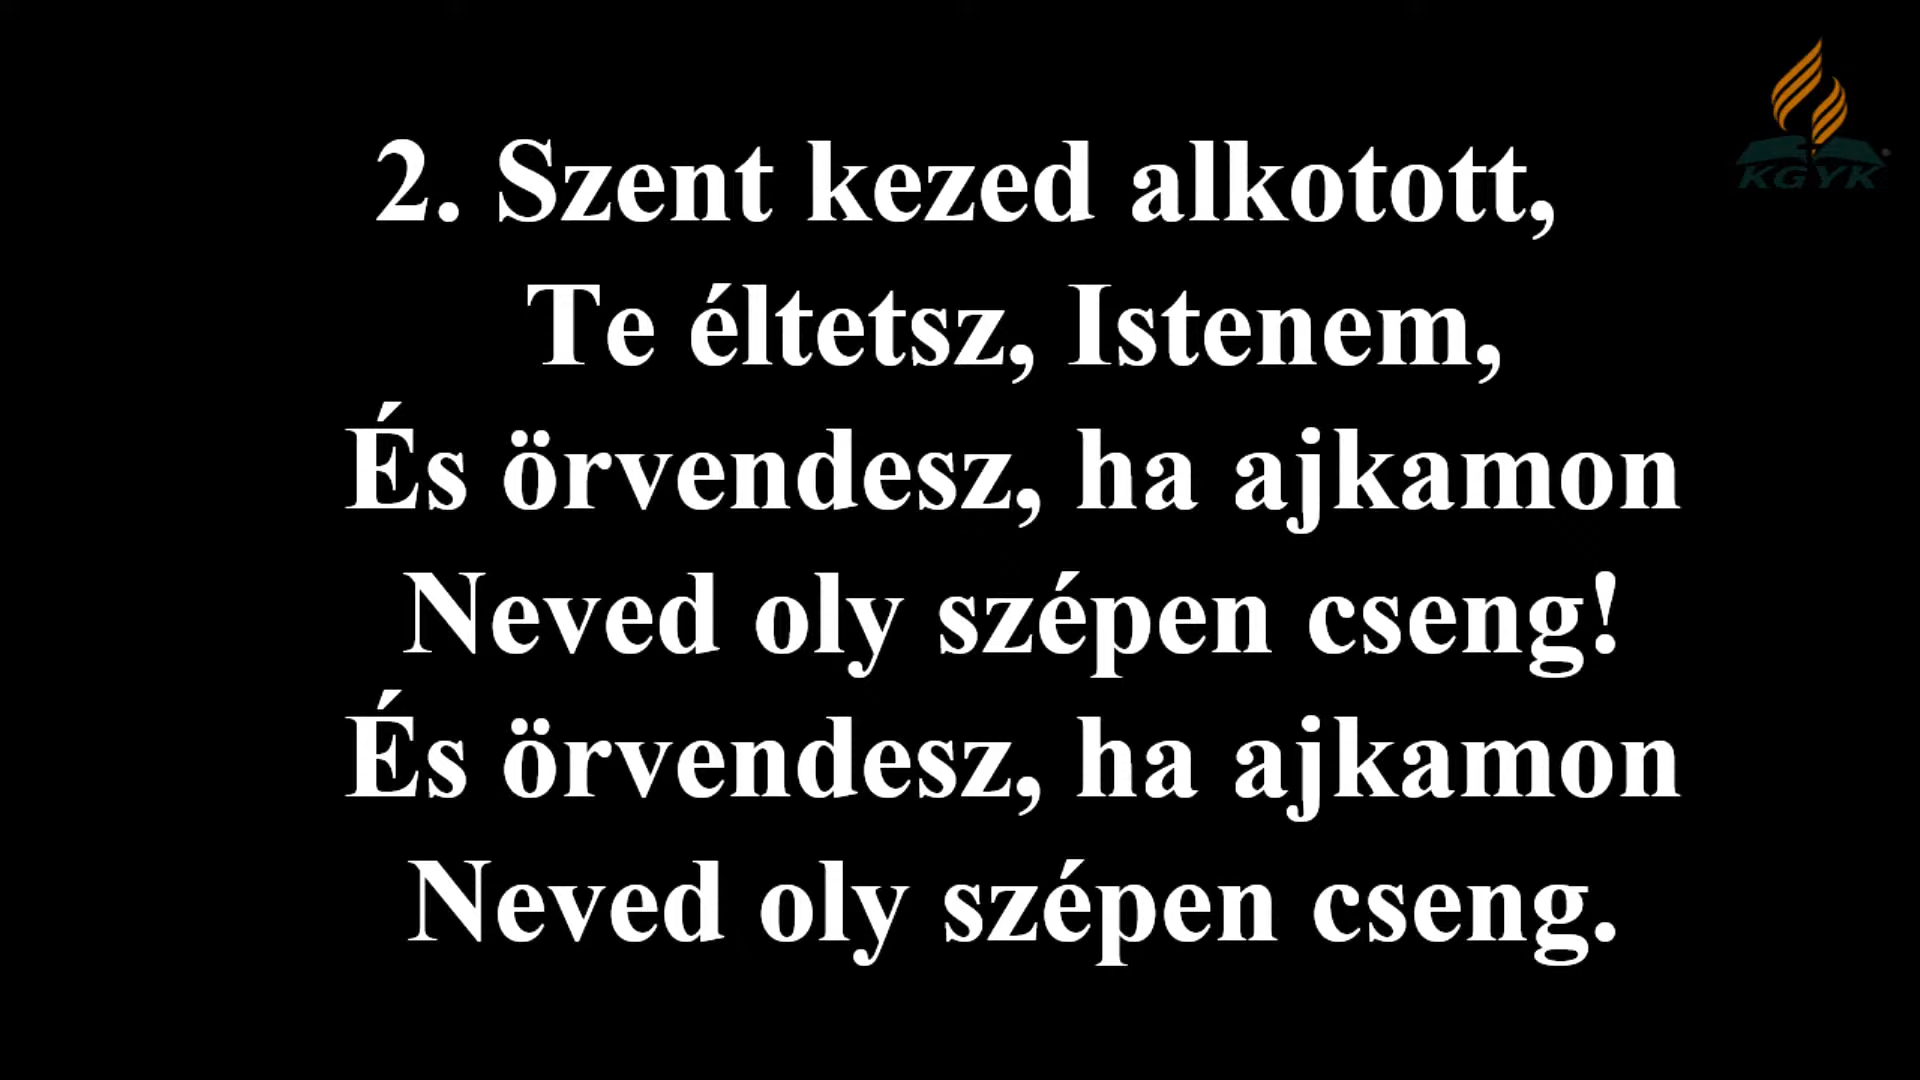 2. Szent kezed alkotott,
Te éltetsz, Istenem,
És örvendesz, ha ajkamon
Neved oly szépen cseng!
És örvendesz, ha ajkamon
Neved oly szépen cseng.
KGYK